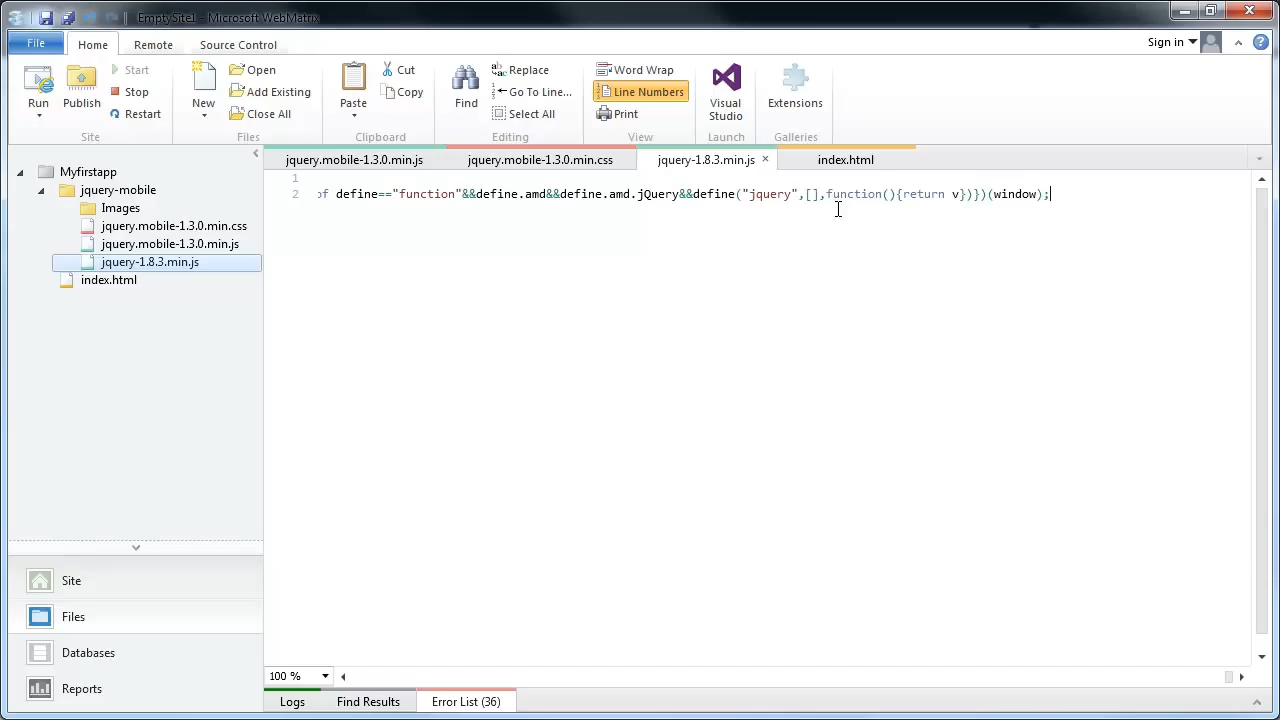 EmptySite1 - Microsoft WebMatrix
File
Home
Remote
Source Control
Sign in
Run
Publish
Start
Stop
Restart
Site
New
Open
Add Existing
Close All
Files
Paste
Cut
Copy
Clipboard
Find
Replace
Go To Line...
Select All
Editing
Word Wrap
Line Numbers
Print
View
Visual
Studio
Launch
Extensions
Galleries
Myfirstapp
jquery-mobile
Images
jquery.mobile-1.3.0.min.css
jquery.mobile-1.3.0.min.js
jquery-1.8.3.min.js
index.html
jquery.mobile-1.3.0.min.js
jquery.mobile-1.3.0.min.css
jquery-1.8.3.min.js
index.html
1
2 of define=="function"&&define.amd&&define.amd.jQuery&&define("jquery",[],function(){return v})})(window);
Site
Files
Databases
Reports
100 %
Logs
Find Results
Error List (36)